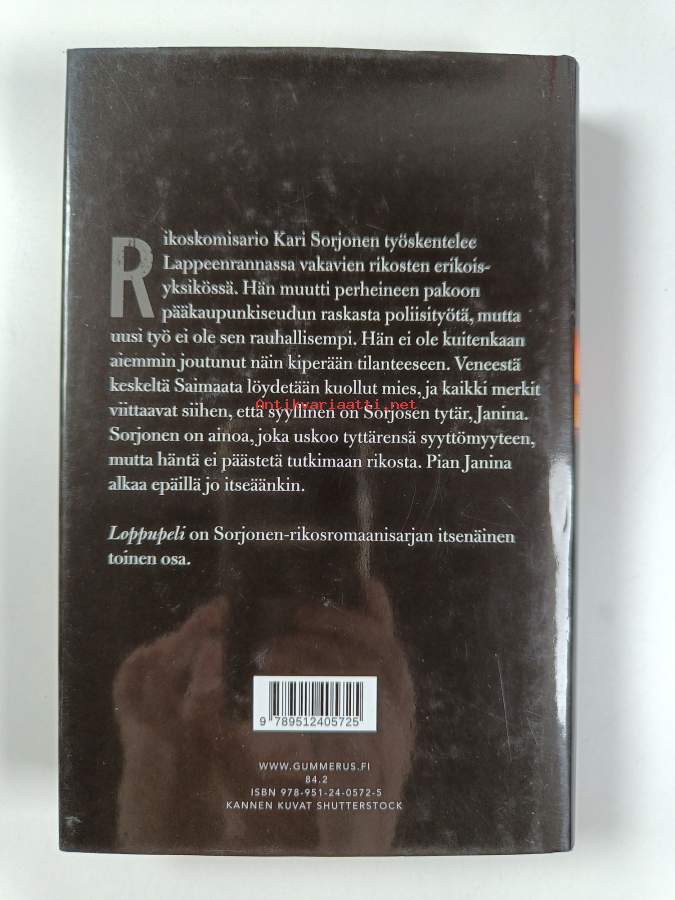 Rikoskomisario Kari Sorjonen työskentelee
Lappeenrannassa vakavien rikosten erikois-
yksikössä. Hän muutti perheineen pakoon
pääkaupunkiseudun raskasta poliisityötä, mutta
uusi työ ei ole sen rauhallisempi. Hän ei ole kuitenkaan
aiemmin joutunut näin kiperään tilanteeseen. Veneestä
keskeltä Saimaata löydetään kuollut mies, ja kaikki merkit
Antikvariaatti.net
viittaavat siihen, että syyllinen on Sorjosen tytär, Janina.
Sorjonen on ainoa, joka uskoo tyttärensä syyttömyyteen,
mutta häntä ei päästetä tutkimaan rikosta. Pian Janina
alkaa epäillä jo itseäänkin.
Loppupeli on Sorjonen-rikosromaanisarjan itsenäinen
toinen osa.
9 789512 405725
WWW.GUMMERUS.FI
84.2
ISBN 978-951-24-0572-5
KANNEN KUVAT SHUTTERSTOCK